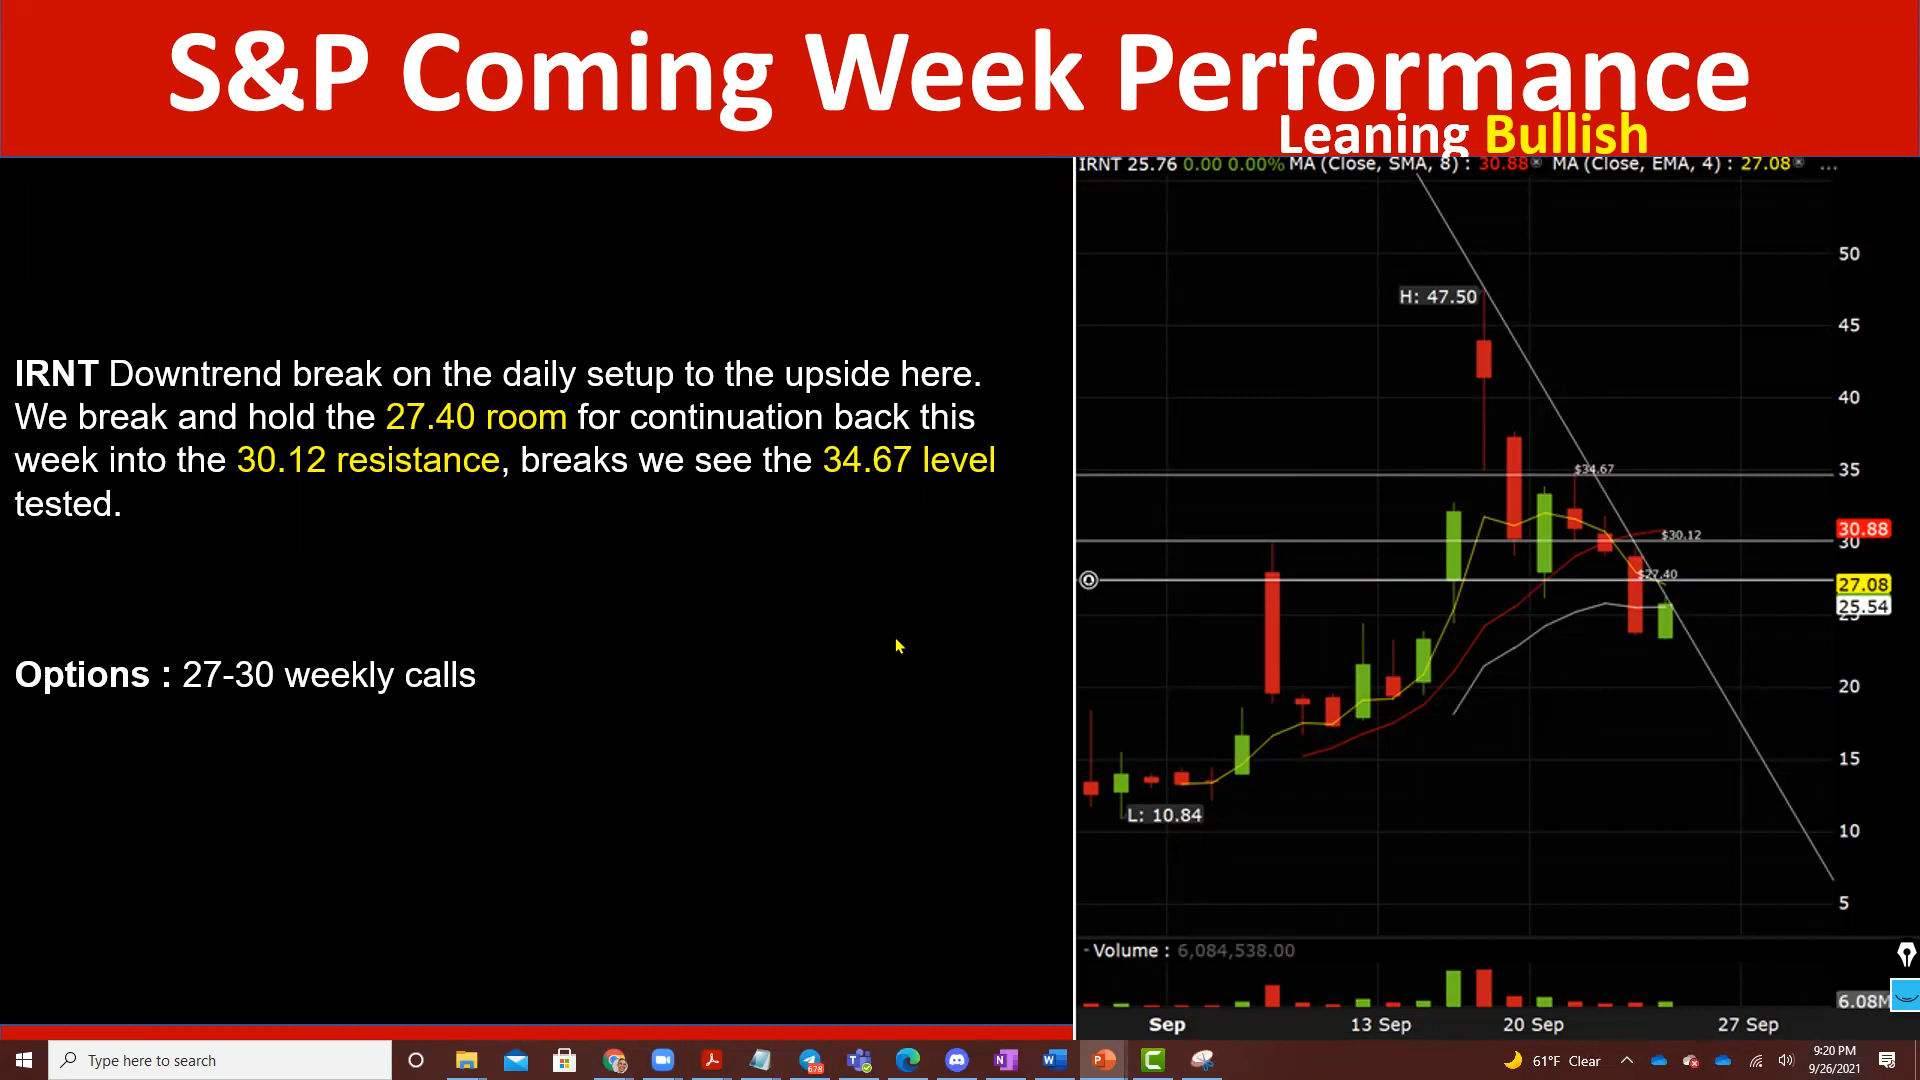 S&P Coming Week Performance
Leaning Bullish
IRNT 25.76 0.00 0.00% MA (Close, SMA, 8) : 30.88 MA (Close, EMA, 4) : 27.08 ...
IRNT Downtrend break on the daily setup to the upside here.
We break and hold the 27.40 room for continuation back this
week into the 30.12 resistance, breaks we see the 34.67 level
tested.
Options : 27-30 weekly calls
H: 47.50
L: 10.84
$34.67
$30.12
$27.40
50
45
40
35
30.88
30
27.08
25.54
25
20
15
10
5
- Volume : 6,084,538.00
6.08M
Sep
13 Sep
20 Sep
27 Sep
Type here to search
678
61°F Clear
9:20 PM
9/26/2021